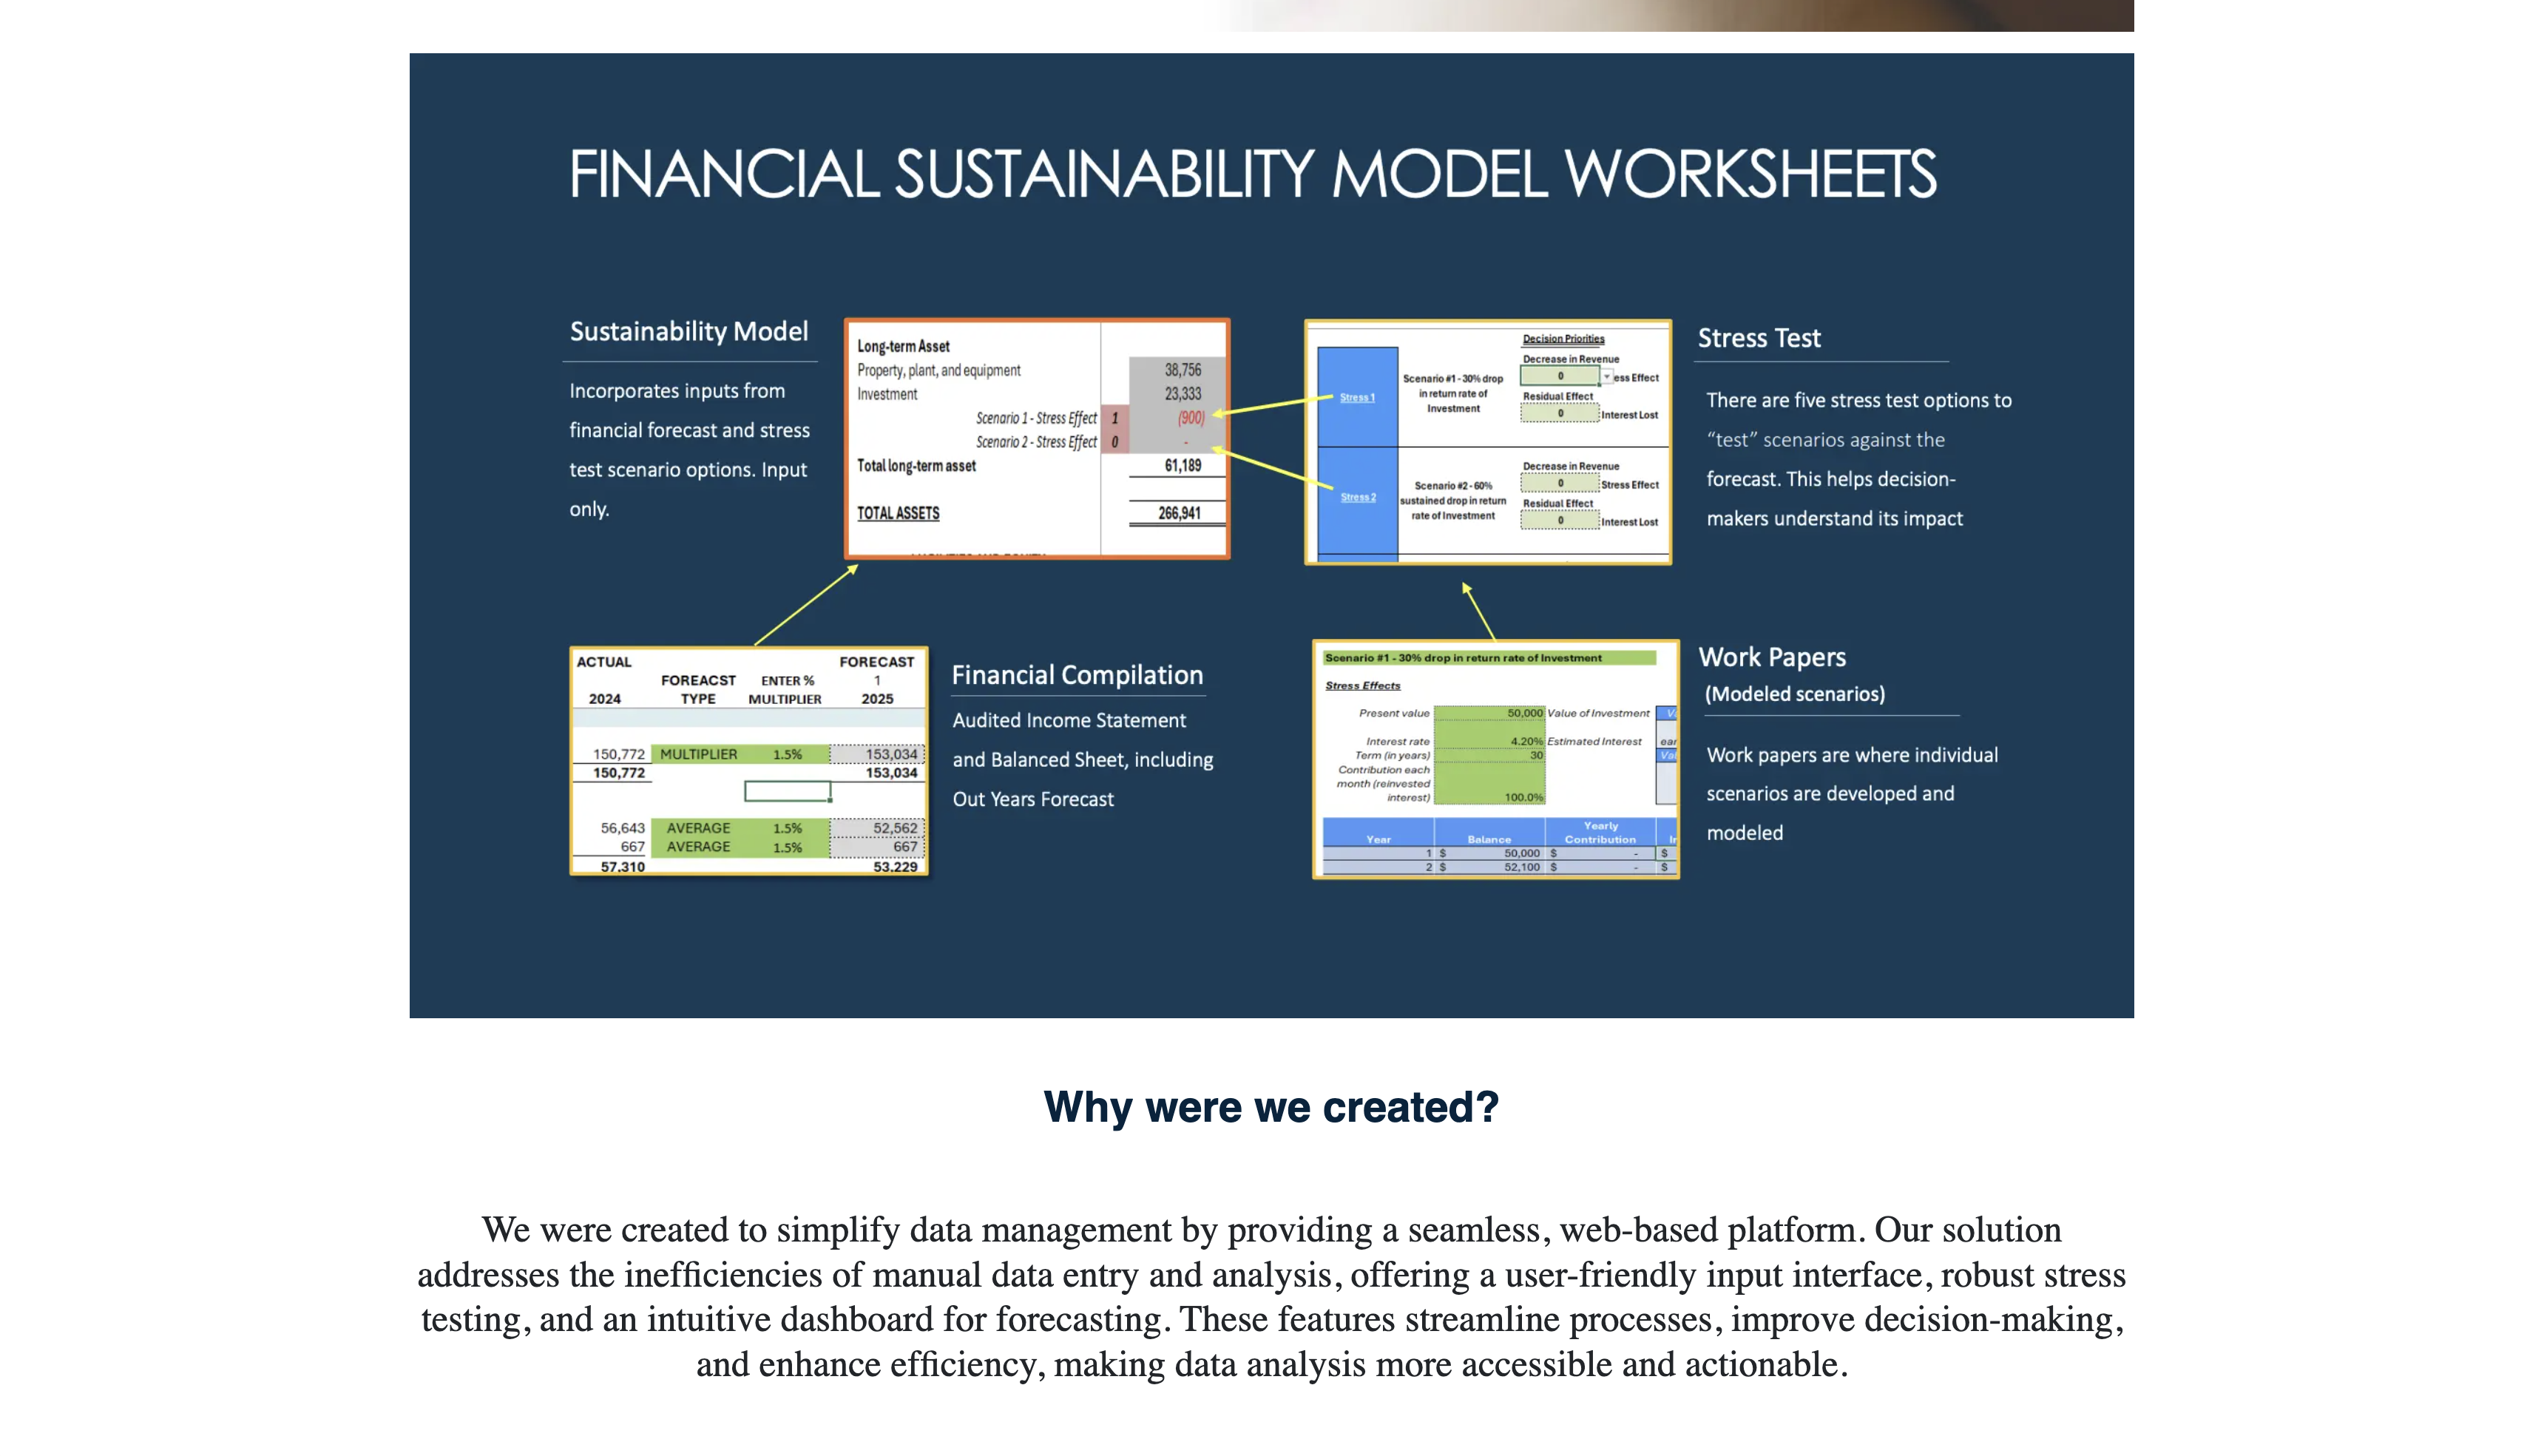 FINANCIAL SUSTAINABILITY MODEL WORKSHEETS
Sustainability Model
Incorporates inputs from
financial forecast and stress
test scenario options. Input
only.
Long-term Asset
Property, plant, and equipment 38,756
Investment 23,333
Scenario 1 - Stress Effect 1 (900)
Scenario 2 - Stress Effect 0 -
Total long-term asset 61,189
TOTAL ASSETS 266,941
Decision Priorities
Stress 1
Scenario #1 - 30% drop
in return rate of
Investment
Decrease in Revenue
0 ess Effect
Residual Effect
0 Interest Lost
Stress 2
Scenario #2 - 60%
sustained drop in return
rate of Investment
Decrease in Revenue
0 Stress Effect
Residual Effect
0 Interest Lost
Stress Test
There are five stress test options to
“test” scenarios against the
forecast. This helps decision-
makers understand its impact
ACTUAL FORECAST
FOREACST ENTER % 1
2024 TYPE MULTIPLIER 2025
150,772 MULTIPLIER 1.5% 153,034
150,772 153,034
56,643 AVERAGE 1.5% 52,562
667 AVERAGE 1.5% 667
57,310 53,229
Financial Compilation
Audited Income Statement
and Balanced Sheet, including
Out Years Forecast
Scenario #1 - 30% drop in return rate of Investment
Stress Effects
Present value 50,000 Value of Investment
Interest rate 4.20% Estimated Interest ear
Term (in years) 30
Contribution each
month (reinvested
interest) 100.0%
Yearly
Year Balance Contribution
1 $ 50,000 $ - $
2 $ 52,100 $ - $
Work Papers
(Modeled scenarios)
Work papers are where individual
scenarios are developed and
modeled
Why were we created?
We were created to simplify data management by providing a seamless, web-based platform. Our solution
addresses the inefficiencies of manual data entry and analysis, offering a user-friendly input interface, robust stress
testing, and an intuitive dashboard for forecasting. These features streamline processes, improve decision-making,
and enhance efficiency, making data analysis more accessible and actionable.